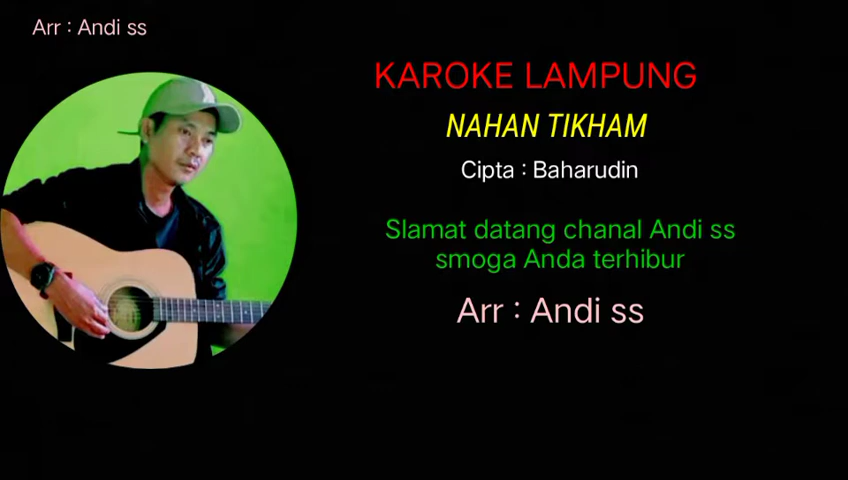 Arr : Andi ss
KAROKE LAMPUNG
NAHAN TIKHAM
Cipta : Baharudin
Slamat datang chanal Andi ss
smoga Anda terhibur
Arr : Andi ss